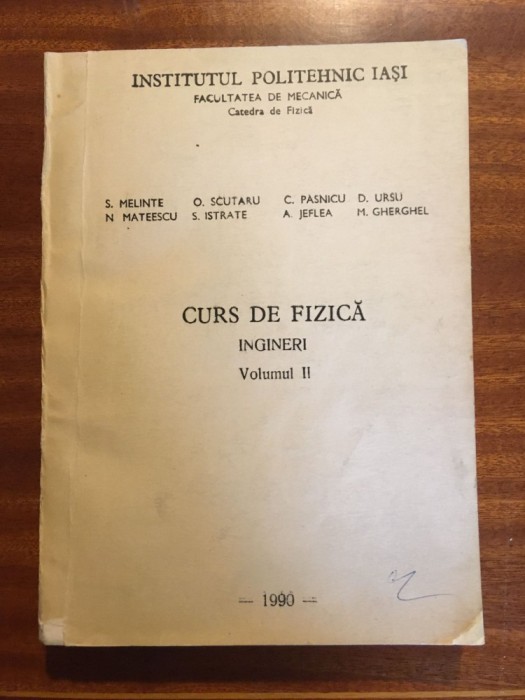 INSTITUTUL POLITEHNIC IAŞI
FACULTATEA DE MECANICĂ
Catedra de Fizică
S. MELINTE O. SCUTARU C. PASNICU D. URSU
N MATEESCU S. ISTRATE A. JEFLEA M. GHERGHEL
CURS DE FIZICĂ
INGINERI
Volumul II
— 1990 —